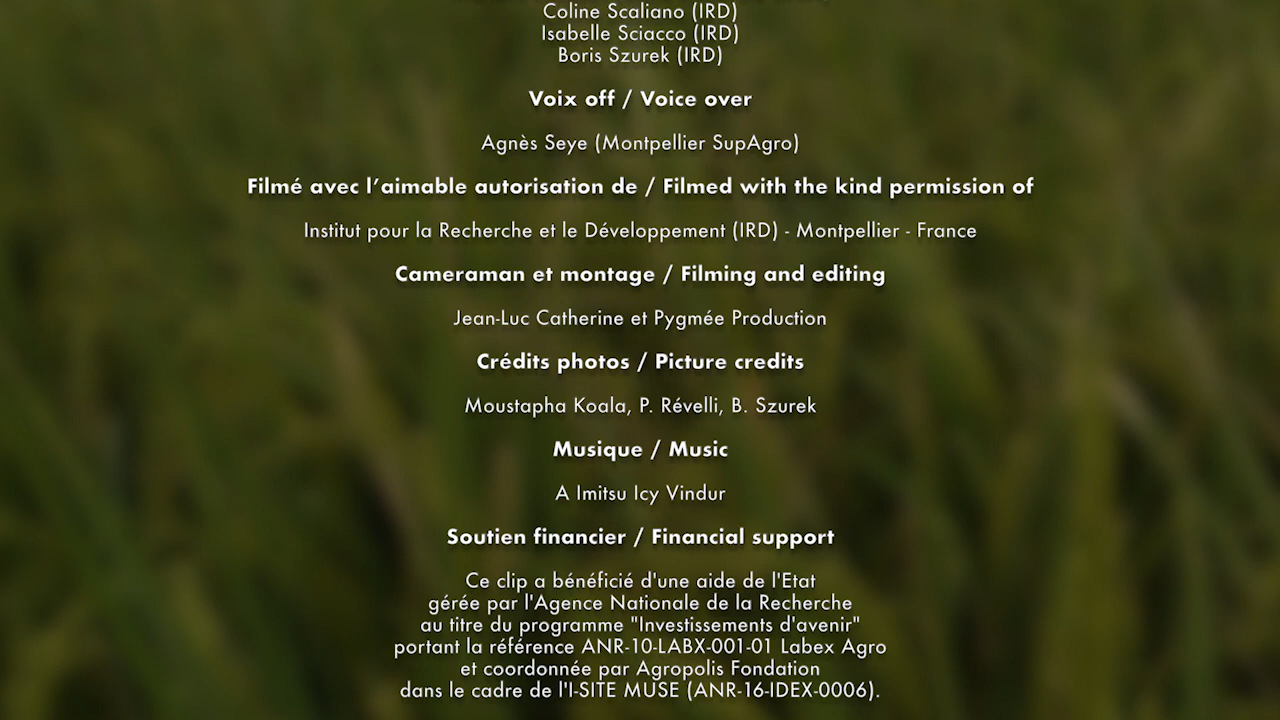 Coline Scaliano (IRD)
Isabelle Sciacco (IRD)
Boris Szurek (IRD)
Voix off / Voice over
Agnès Seye (Montpellier SupAgro)
Filmé avec l’aimable autorisation de / Filmed with the kind permission of
Institut pour la Recherche et le Développement (IRD) - Montpellier - France
Cameraman et montage / Filming and editing
Jean-Luc Catherine et Pygmée Production
Crédits photos / Picture credits
Moustapha Koala, P. Révelli, B. Szurek
Musique / Music
A Imitsu Icy Vindur
Soutien financier / Financial support
Ce clip a bénéficié d'une aide de l'Etat
gérée par l'Agence Nationale de la Recherche
au titre du programme "Investissements d'avenir"
portant la référence ANR-10-LABX-001-01 Labex Agro
et coordonnée par Agropolis Fondation
dans le cadre de l'I-SITE MUSE (ANR-16-IDEX-0006).